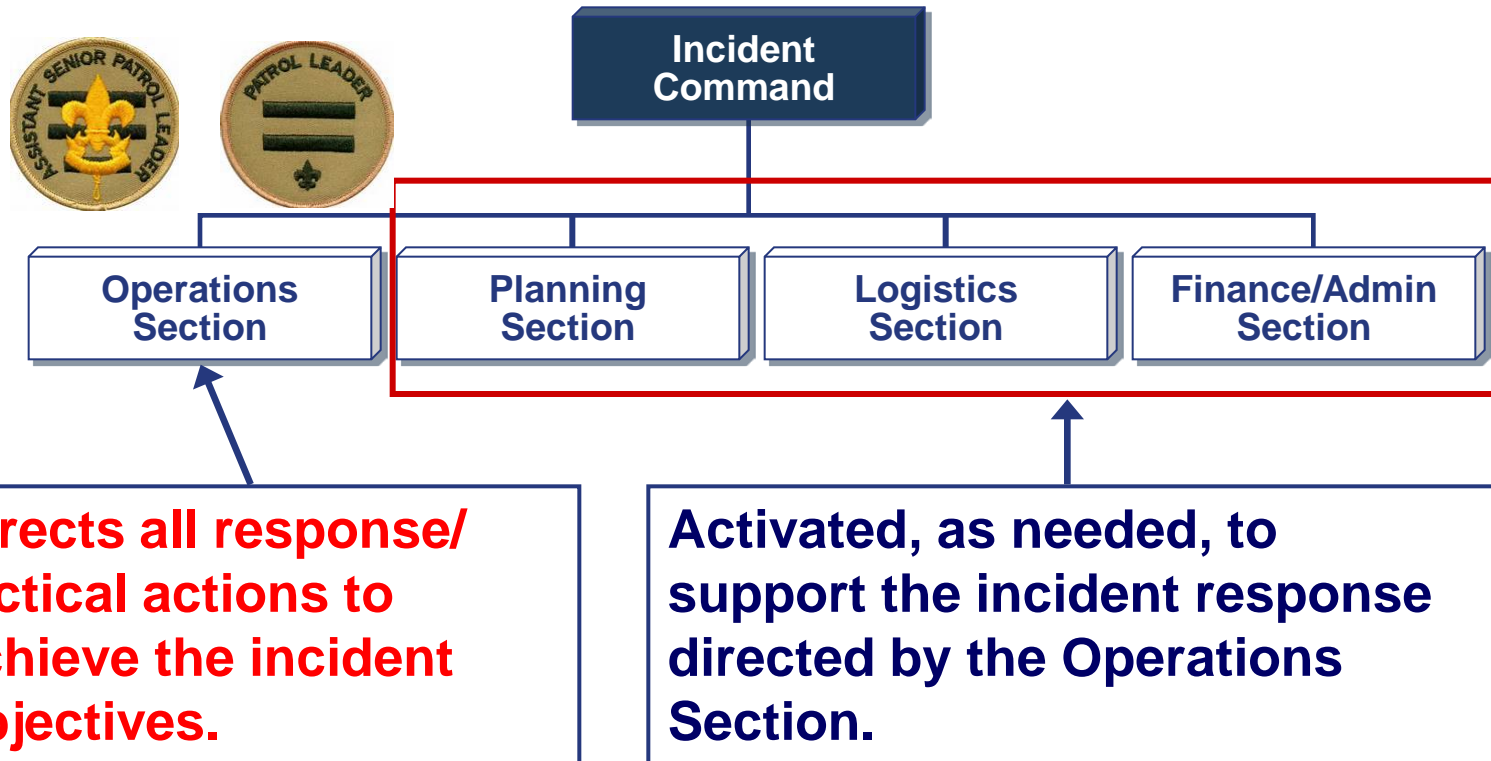 ASSISTANT SENIOR PATROL LEADER
PATROL LEADER
Incident
Command
Operations
Section
Planning
Section
Logistics
Section
Finance/Admin
Section
rects all response/
ctical actions to
chieve the incident
bjectives.
Activated, as needed, to
support the incident response
directed by the Operations
Section.